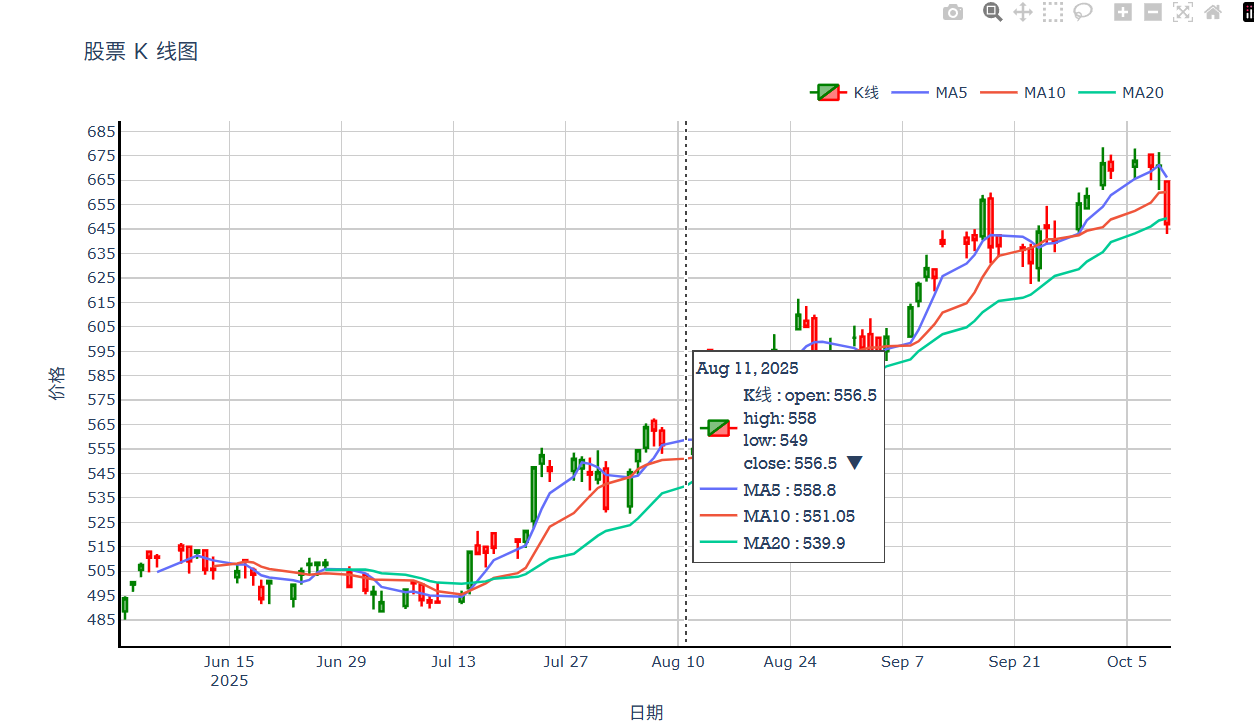 股票 K 线图
K线 MA5 MA10 MA20
685
675
665
655
645
635
625
615
605
595
585
575
565
555
545
535
525
515
505
495
485
价格
Aug 11, 2025
K线 : open: 556.5
high: 558
low: 549
close: 556.5 ▼
MA5 : 558.8
MA10 : 551.05
MA20 : 539.9
Jun 15 Jun 29 Jul 13 Jul 27 Aug 10 Aug 24 Sep 7 Sep 21 Oct 5
2025
日期